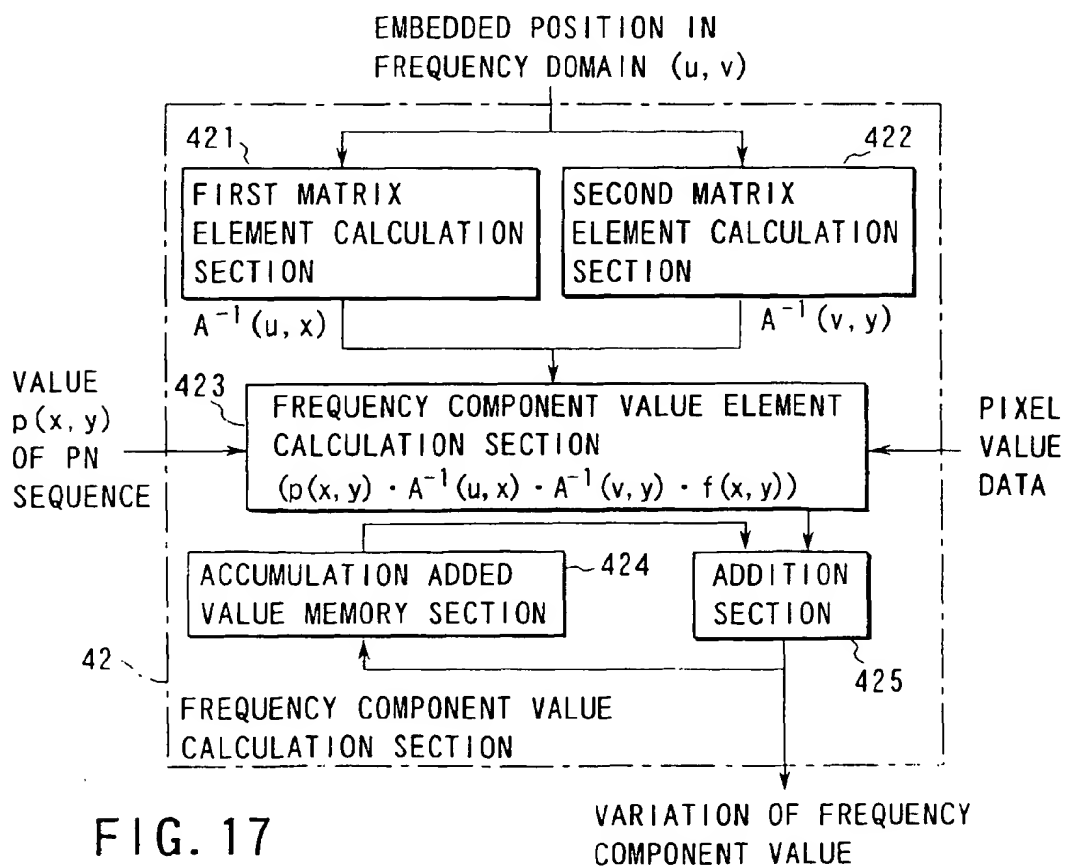 EMBEDDED POSITION IN
FREQUENCY DOMAIN (u, v)
421
422
FIRST MATRIX
ELEMENT CALCULATION
SECTION
SECOND MATRIX
ELEMENT CALCULATION
SECTION
A⁻¹(u, x)
A⁻¹(v, y)
VALUE
p(x, y)
OF PN
SEQUENCE
423
FREQUENCY COMPONENT VALUE ELEMENT
CALCULATION SECTION
(p(x, y) · A⁻¹(u, x) · A⁻¹(v, y) · f(x, y))
PIXEL
VALUE
DATA
ACCUMULATION ADDED
VALUE MEMORY SECTION
424
ADDITION
SECTION
425
42
FREQUENCY COMPONENT VALUE
CALCULATION SECTION
FIG. 17
VARIATION OF FREQUENCY
COMPONENT VALUE